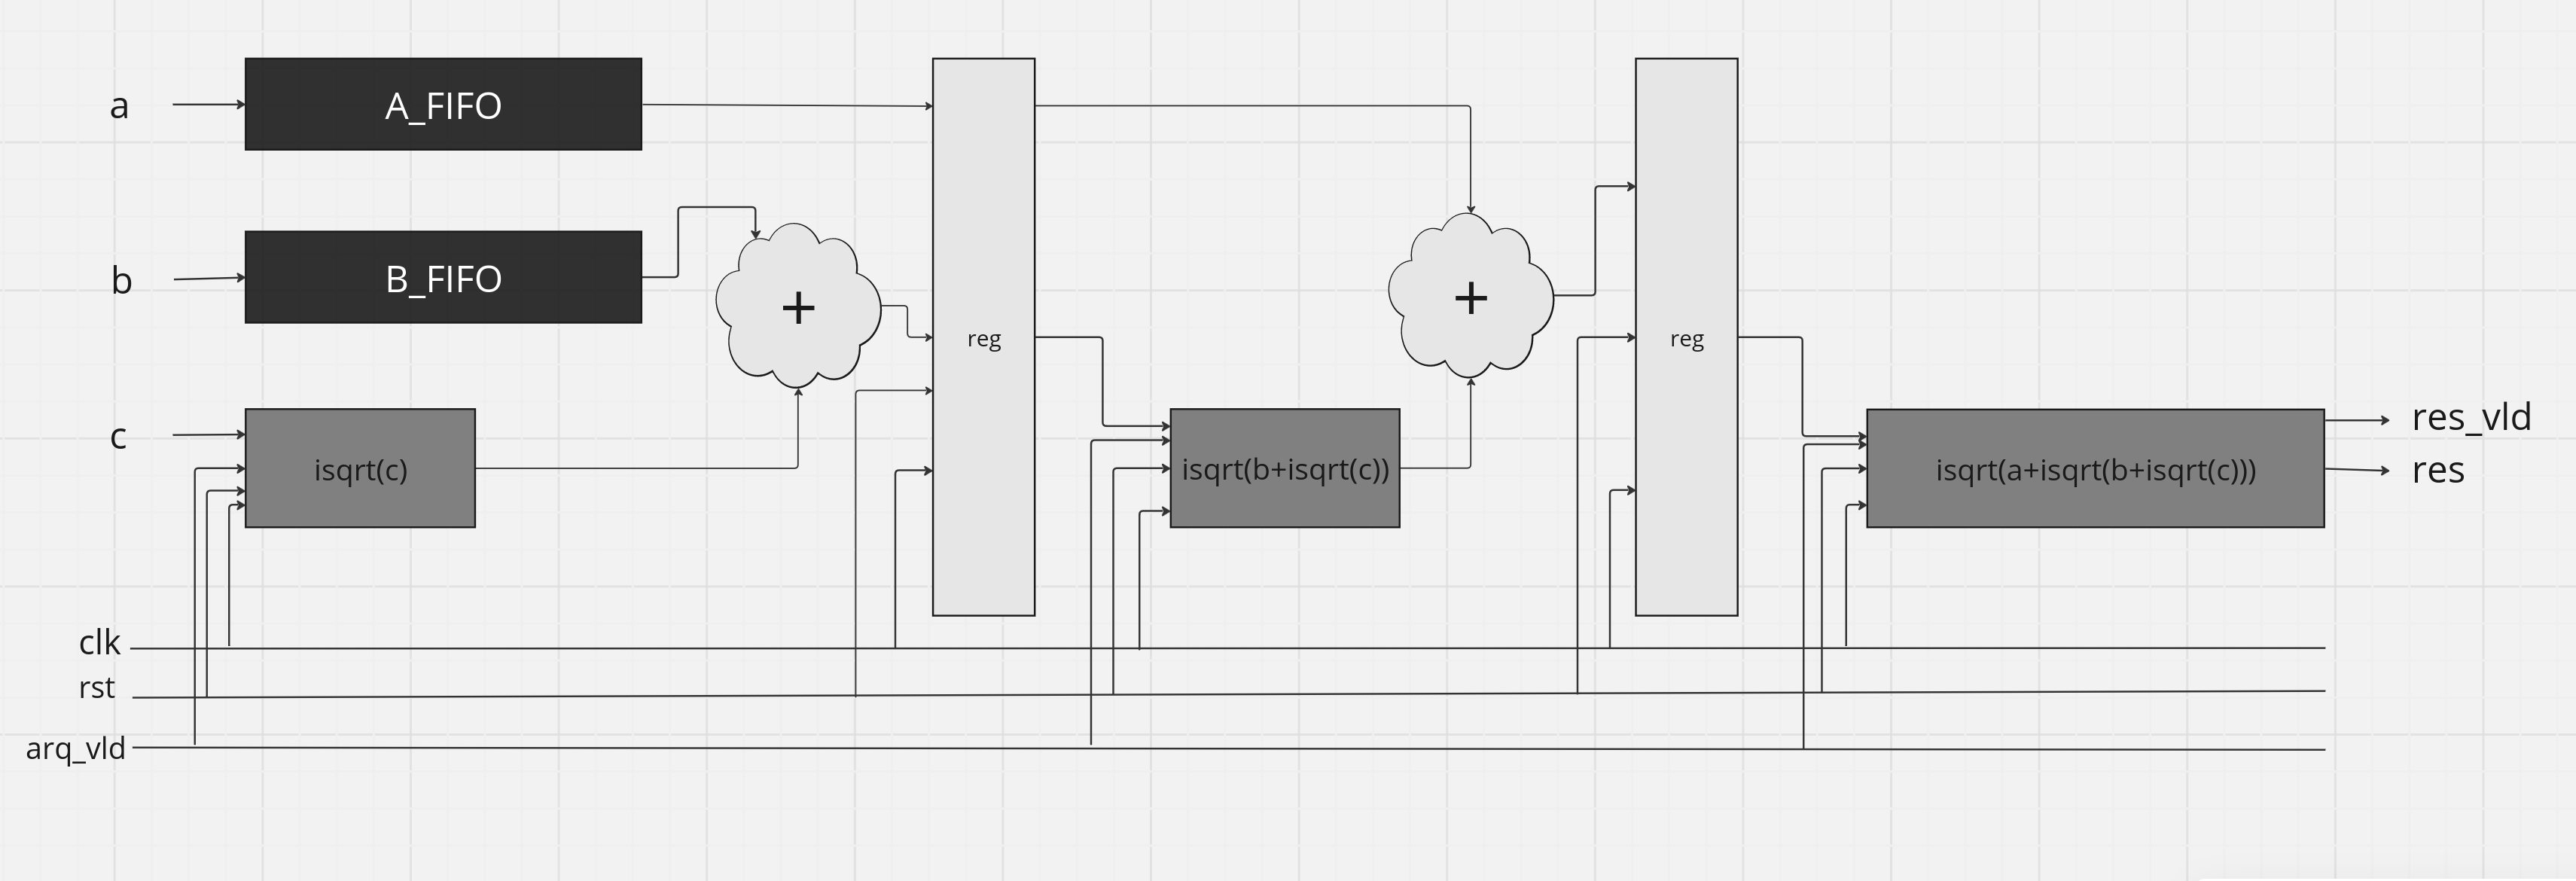 a
A_FIFO
b
B_FIFO
+
reg
+
reg
c
isqrt(c)
isqrt(b+isqrt(c))
isqrt(a+isqrt(b+isqrt(c)))
res_vld
res
clk
rst
arq_vld